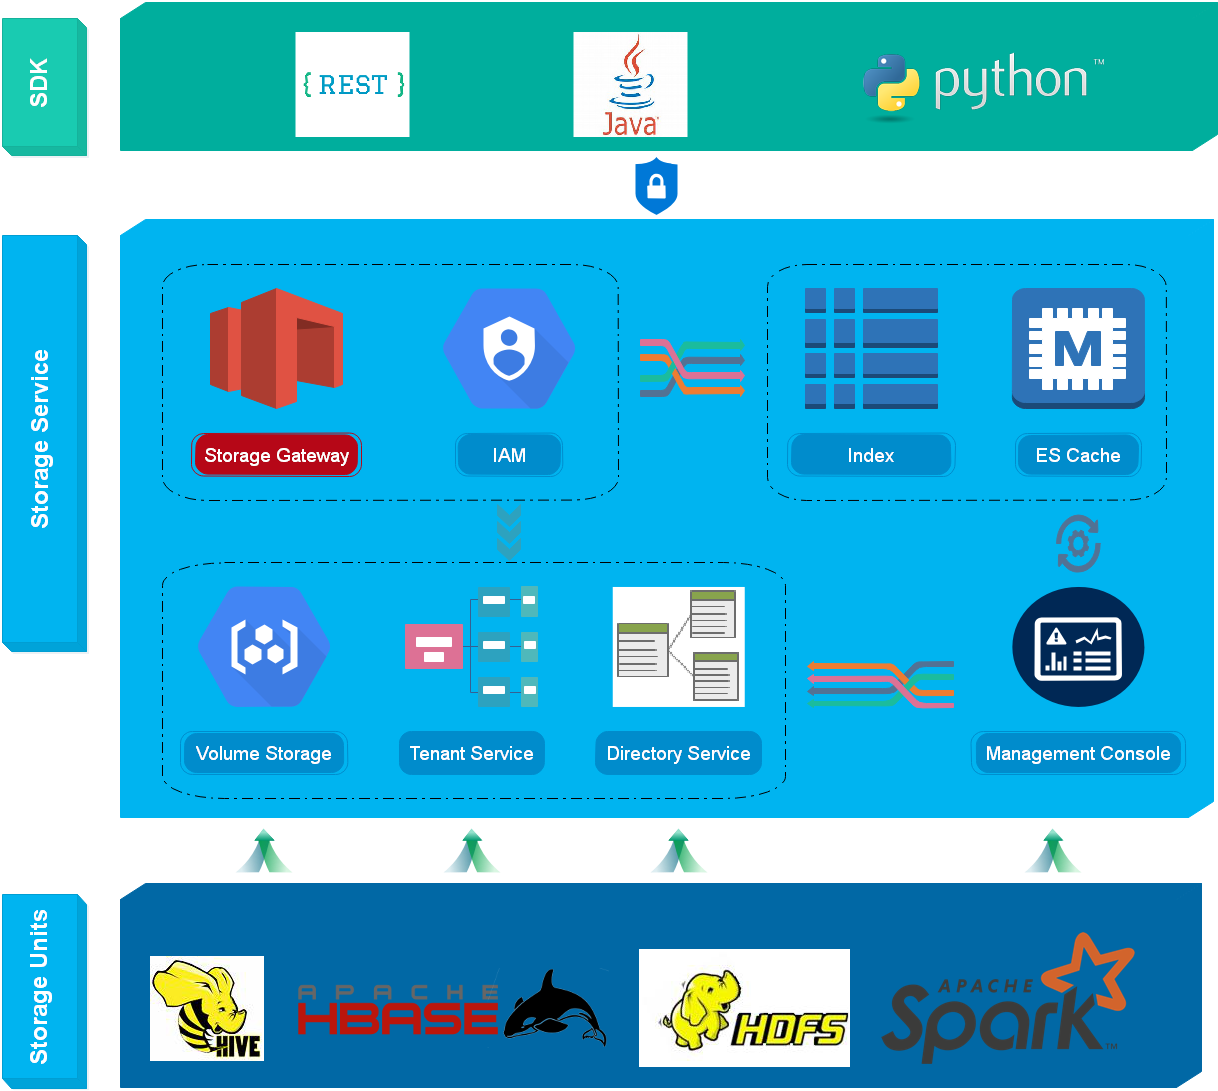 SDK
{ REST }
Java™
python™
Storage Service
Storage Gateway
IAM
Index
M
ES Cache
Volume Storage
Tenant Service
Directory Service
Management Console
Storage Units
HIVE
APACHE
HBASE
HDFS
APACHE
Spark™